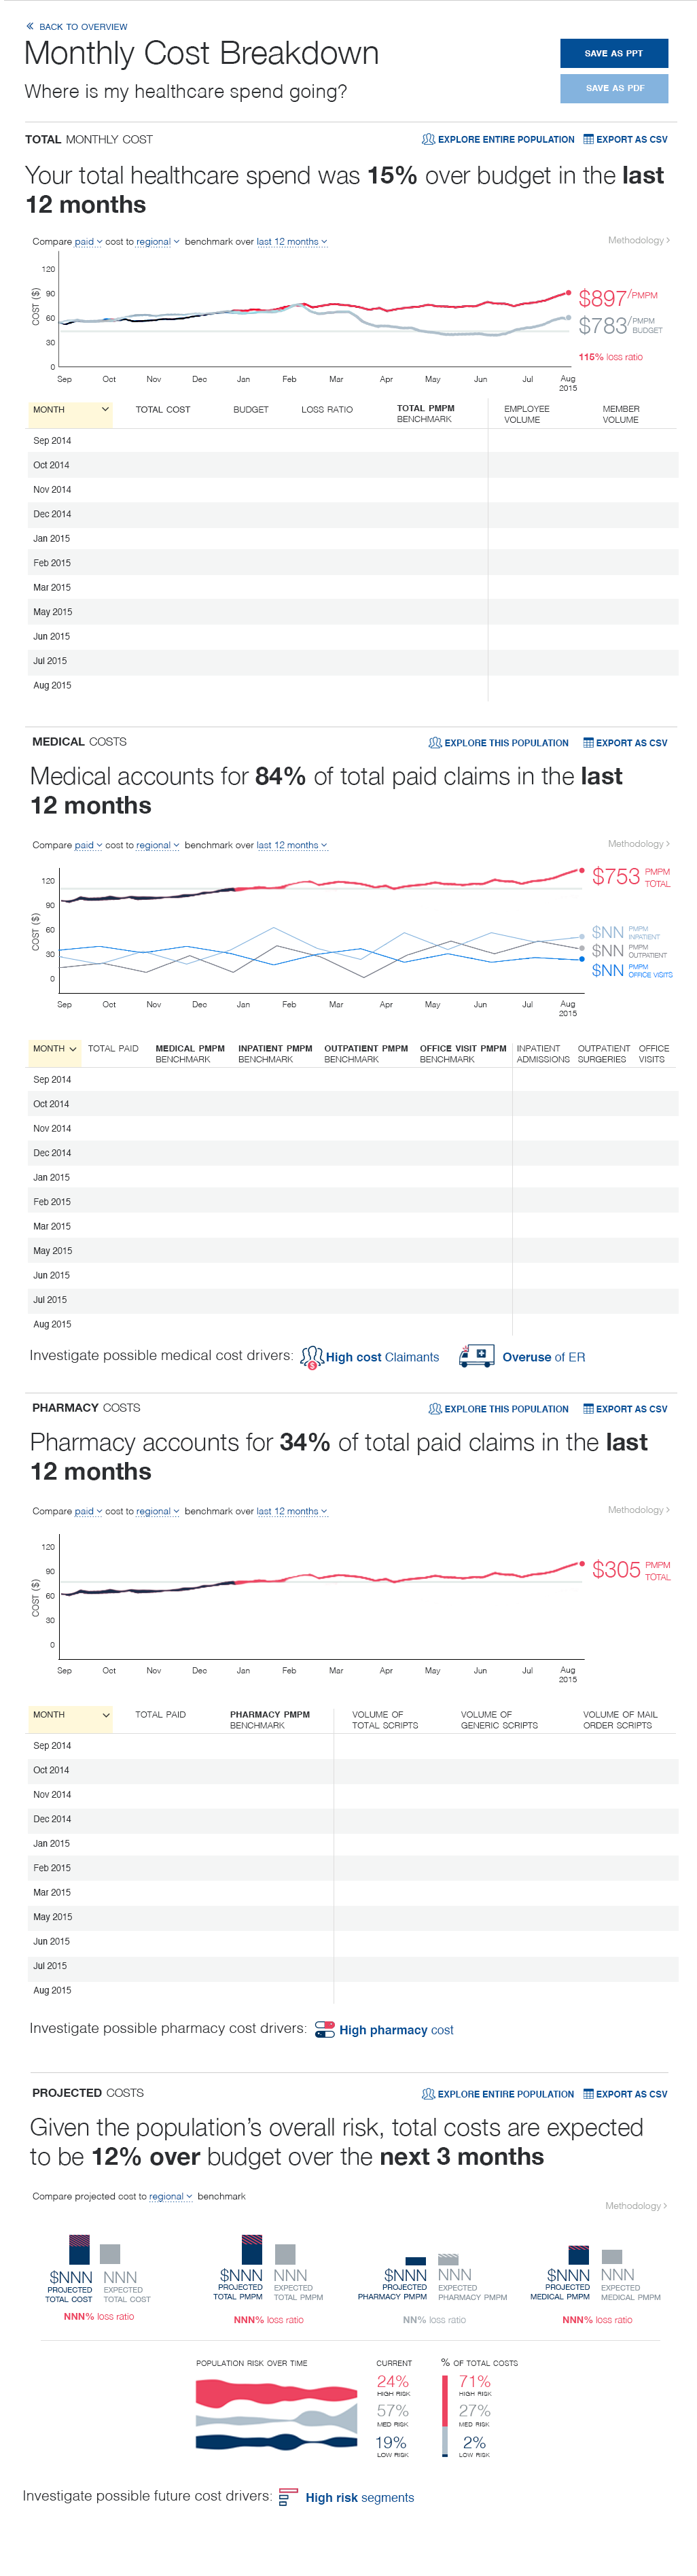 « BACK TO OVERVIEW
Monthly Cost Breakdown
SAVE AS PPT
Where is my healthcare spend going?
SAVE AS PDF
TOTAL MONTHLY COST
EXPLORE ENTIRE POPULATION
EXPORT AS CSV
Your total healthcare spend was 15% over budget in the last
12 months
Compare paid cost to regional benchmark over last 12 months
Methodology >
COST ($)
120
90
60
30
0
$897/PMPM
$783/PMPM
BUDGET
115% loss ratio
Sep Oct Nov Dec Jan Feb Mar Apr May Jun Jul Aug
2015
MONTH TOTAL COST BUDGET LOSS RATIO TOTAL PMPM EMPLOYEE MEMBER
BENCHMARK VOLUME VOLUME
Sep 2014
Oct 2014
Nov 2014
Dec 2014
Jan 2015
Feb 2015
Mar 2015
May 2015
Jun 2015
Jul 2015
Aug 2015
MEDICAL COSTS
EXPLORE THIS POPULATION
EXPORT AS CSV
Medical accounts for 84% of total paid claims in the last
12 months
Compare paid cost to regional benchmark over last 12 months
Methodology >
COST ($)
120
90
60
30
0
$753 PMPM
TOTAL
$NN PMPM
INPATIENT
$NN PMPM
OUTPATIENT
$NN PMPM
OFFICE VISITS
Sep Oct Nov Dec Jan Feb Mar Apr May Jun Jul Aug
2015
MONTH TOTAL PAID MEDICAL PMPM INPATIENT PMPM OUTPATIENT PMPM OFFICE VISIT PMPM INPATIENT OUTPATIENT OFFICE
BENCHMARK BENCHMARK BENCHMARK BENCHMARK ADMISSIONS SURGERIES VISITS
Sep 2014
Oct 2014
Nov 2014
Dec 2014
Jan 2015
Feb 2015
Mar 2015
May 2015
Jun 2015
Jul 2015
Aug 2015
Investigate possible medical cost drivers: High cost Claimants Overuse of ER
PHARMACY COSTS
EXPLORE THIS POPULATION
EXPORT AS CSV
Pharmacy accounts for 34% of total paid claims in the last
12 months
Compare paid cost to regional benchmark over last 12 months
Methodology >
COST ($)
120
90
60
30
0
$305 PMPM
TOTAL
Sep Oct Nov Dec Jan Feb Mar Apr May Jun Jul Aug
2015
MONTH TOTAL PAID PHARMACY PMPM VOLUME OF VOLUME OF VOLUME OF MAIL
BENCHMARK TOTAL SCRIPTS GENERIC SCRIPTS ORDER SCRIPTS
Sep 2014
Oct 2014
Nov 2014
Dec 2014
Jan 2015
Feb 2015
Mar 2015
May 2015
Jun 2015
Jul 2015
Aug 2015
Investigate possible pharmacy cost drivers: High pharmacy cost
PROJECTED COSTS
EXPLORE ENTIRE POPULATION
EXPORT AS CSV
Given the population's overall risk, total costs are expected
to be 12% over budget over the next 3 months
Compare projected cost to regional benchmark
Methodology >
$NNN NNN $NNN NNN $NNN NNN $NNN NNN
PROJECTED EXPECTED PROJECTED EXPECTED PROJECTED EXPECTED PROJECTED EXPECTED
TOTAL COST TOTAL COST TOTAL PMPM TOTAL PMPM PHARMACY PMPM PHARMACY PMPM MEDICAL PMPM MEDICAL PMPM
NNN% loss ratio NNN% loss ratio NN% loss ratio NNN% loss ratio
POPULATION RISK OVER TIME CURRENT % OF TOTAL COSTS
24% 71%
HIGH RISK HIGH RISK
57% 27%
MED RISK MED RISK
19% 2%
LOW RISK LOW RISK
Investigate possible future cost drivers: High risk segments